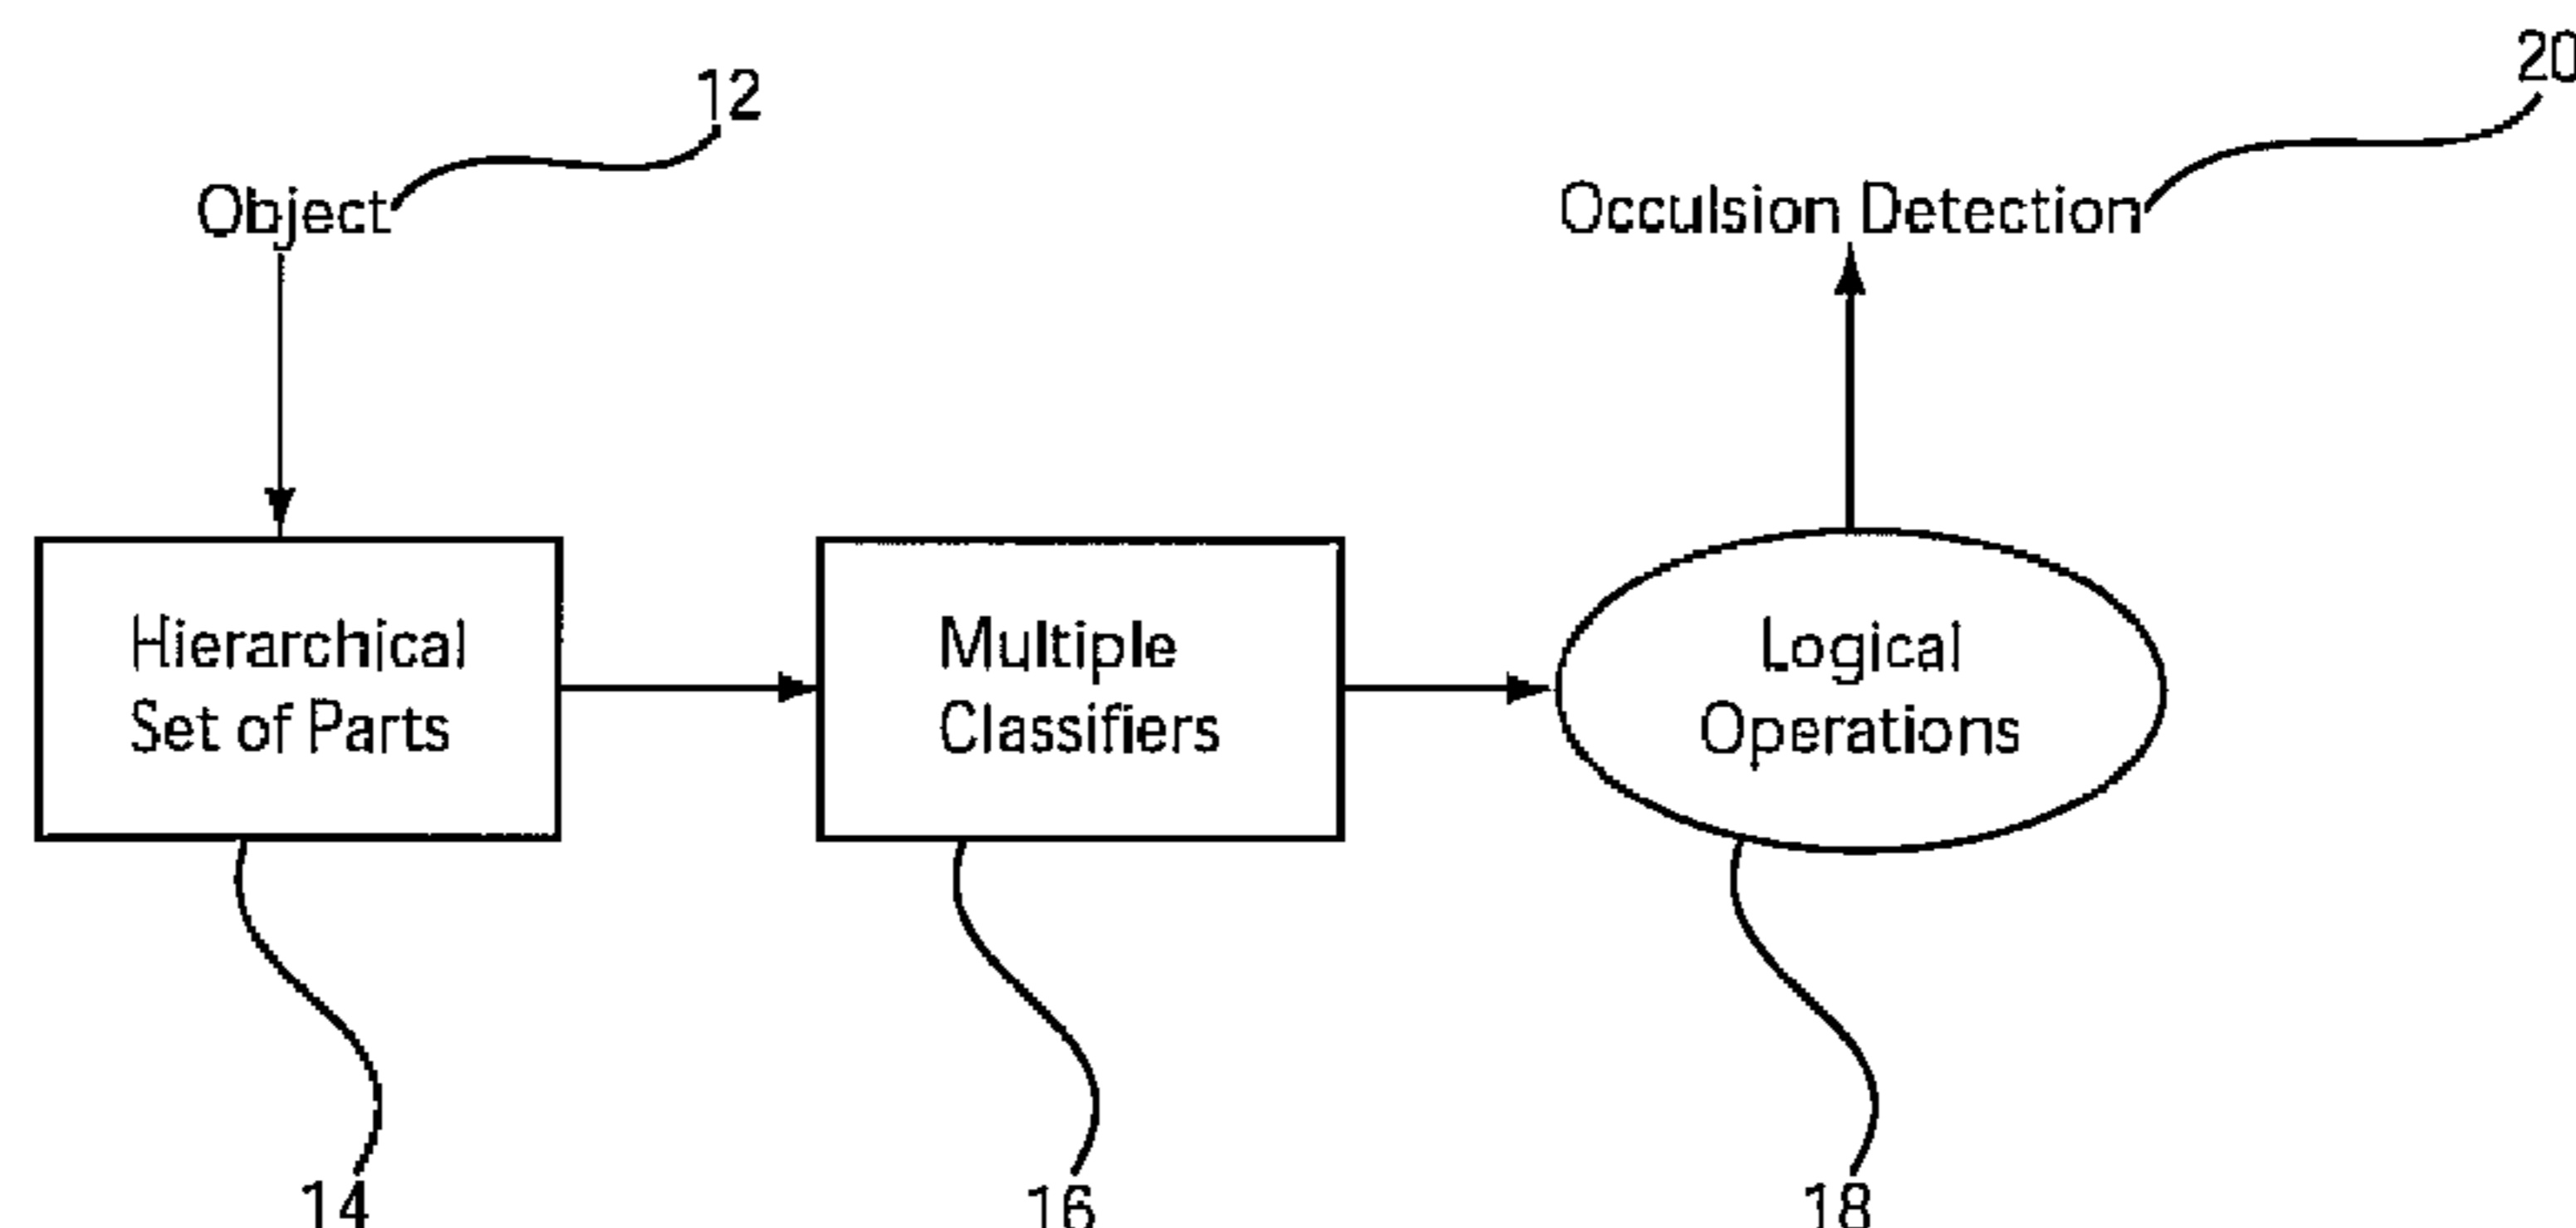 12
20
Object
Occulsion Detection
Hierarchical
Set of Parts
Multiple
Classifiers
Logical
Operations
14
16
18